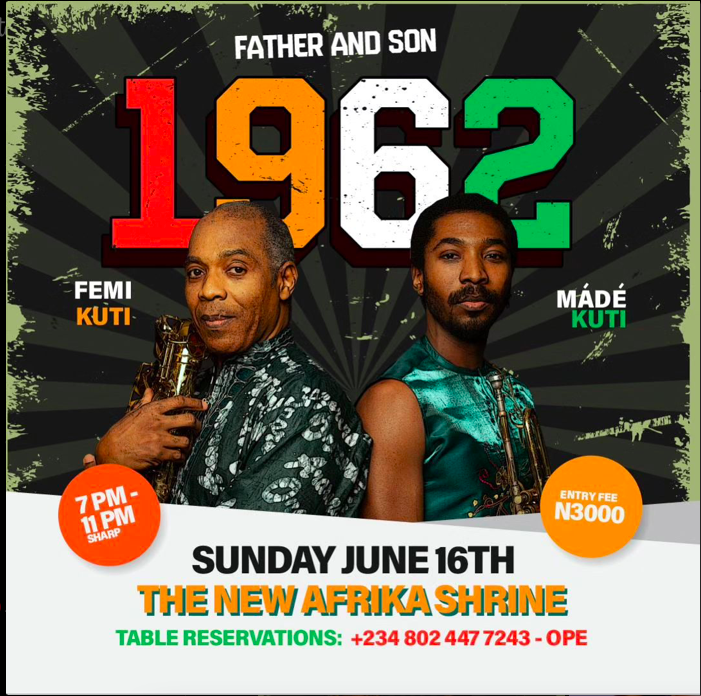 FATHER AND SON
1962
FEMI
KUTI
MÁDÉ
KUTI
7 PM -
11 PM
SHARP
ENTRY FEE
N3000
SUNDAY JUNE 16TH
THE NEW AFRIKA SHRINE
TABLE RESERVATIONS: +234 802 447 7243 - OPE